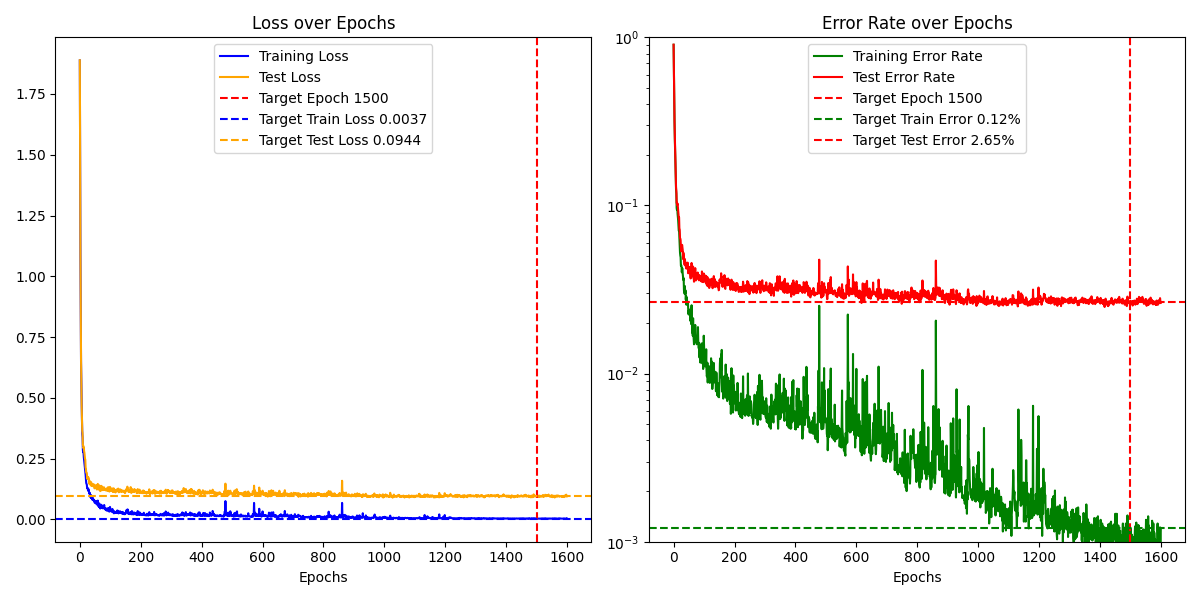 Loss over Epochs
Training Loss
Test Loss
Target Epoch 1500
Target Train Loss 0.0037
Target Test Loss 0.0944
1.75
1.50
1.25
1.00
0.75
0.50
0.25
0.00
0 200 400 600 800 1000 1200 1400 1600
Epochs
Error Rate over Epochs
Training Error Rate
Test Error Rate
Target Epoch 1500
Target Train Error 0.12%
Target Test Error 2.65%
10⁰
10⁻¹
10⁻²
10⁻³
0 200 400 600 800 1000 1200 1400 1600
Epochs